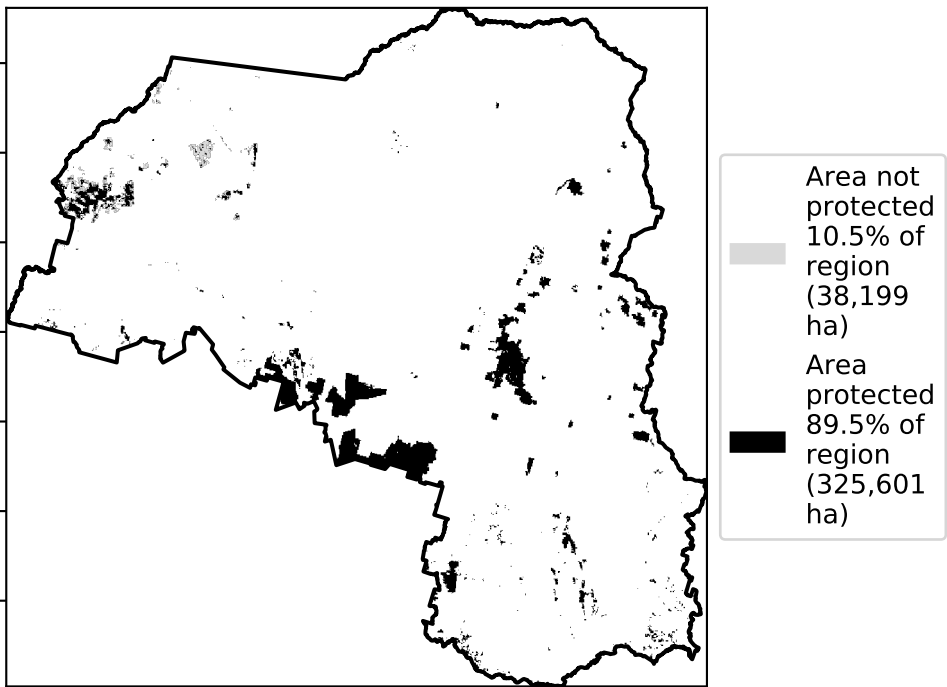 Area not
protected
10.5% of
region
(38,199
ha)
Area
protected
89.5% of
region
(325,601
ha)